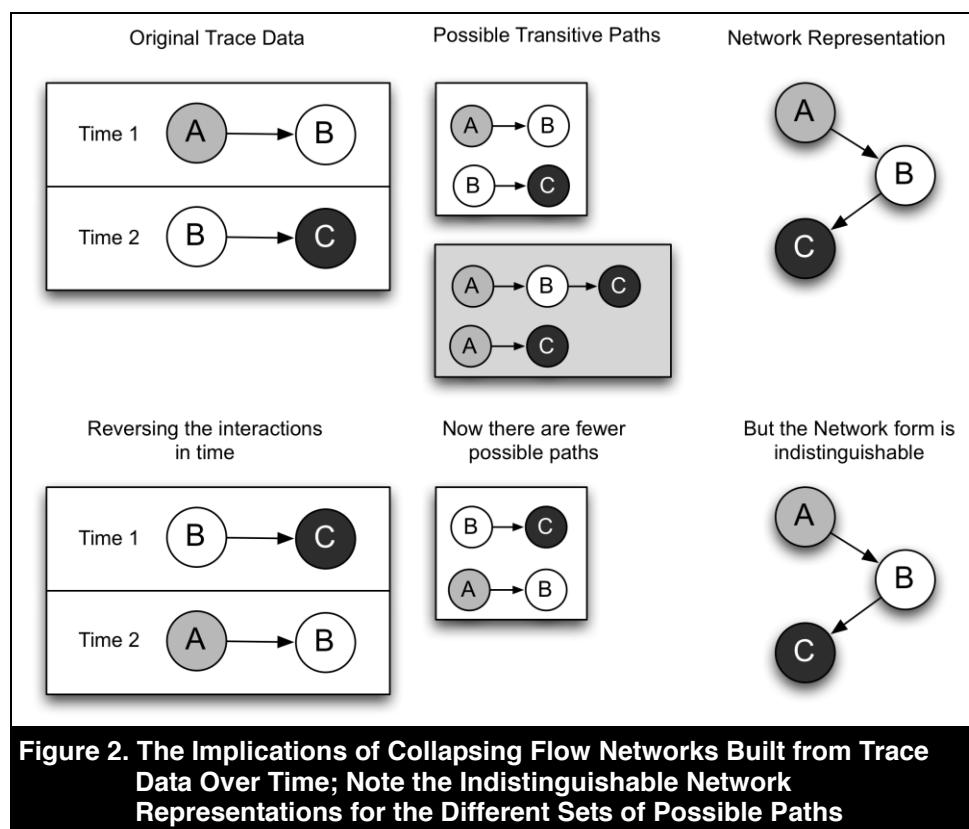 Original Trace Data
Possible Transitive Paths
Network Representation
Time 1 A B
Time 2 B C
A B
B C
A B C
A C
A
B
C
Reversing the interactions
in time
Now there are fewer
possible paths
But the Network form is
indistinguishable
Time 1 B C
Time 2 A B
B C
A B
A
B
C
Figure 2. The Implications of Collapsing Flow Networks Built from Trace
Data Over Time; Note the Indistinguishable Network
Representations for the Different Sets of Possible Paths